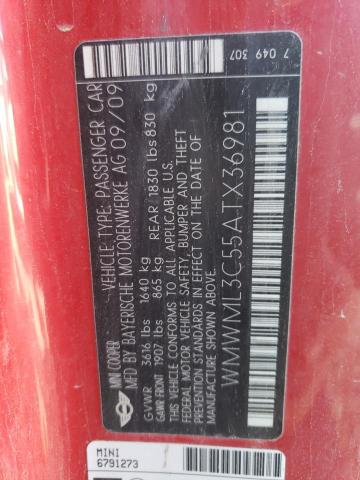 MINI COOPER
VEHICLE TYPE: PASSENGER CAR
MFD BY BAYERISCHE MOTORENWERKE AG 09/09
GVWR 3616 lbs 1640 kg
GAWR FRONT 1907 lbs 865 kg REAR 1830 lbs 830 kg
THIS VEHICLE CONFORMS TO ALL APPLICABLE U.S.
FEDERAL MOTOR VEHICLE SAFETY, BUMPER AND THEFT
STANDARDS IN EFFECT ON THE DATE OF
MANUFACTURE SHOWN ABOVE.
WMWML3C55ATX36981
7 049 307
MINI
6791273